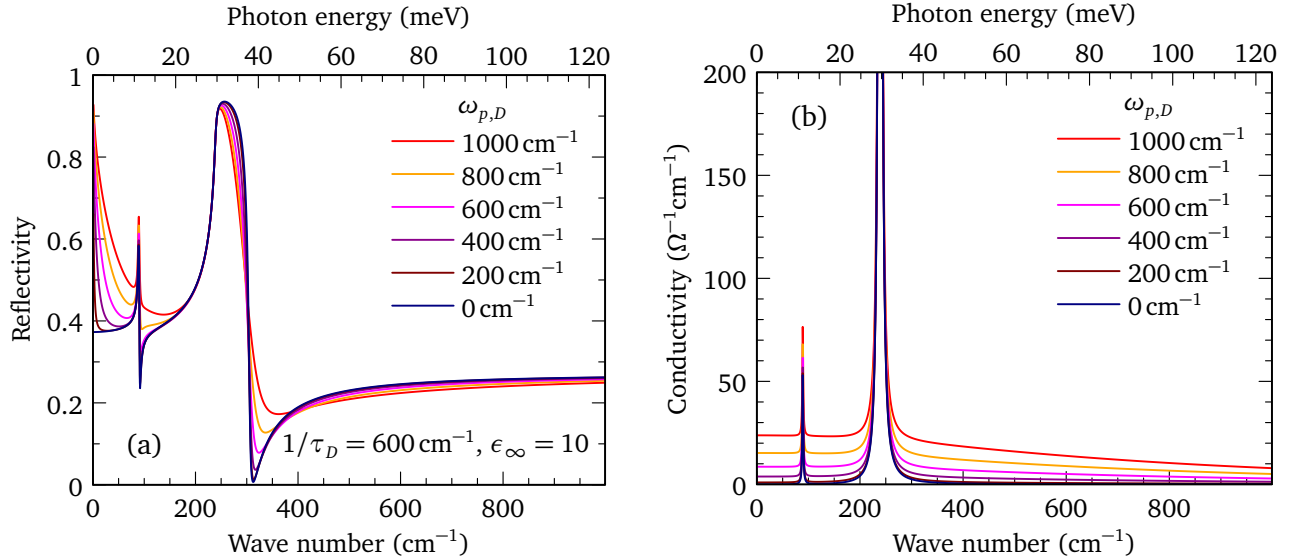 Photon energy (meV)
0 20 40 60 80 100 120
1
0.8
0.6
0.4
0.2
0
Reflectivity
ω_{p,D}
1000 cm⁻¹
800 cm⁻¹
600 cm⁻¹
400 cm⁻¹
200 cm⁻¹
0 cm⁻¹
(a)
1/τ_D = 600 cm⁻¹, ϵ_∞ = 10
0 200 400 600 800
Wave number (cm⁻¹)
Photon energy (meV)
0 20 40 60 80 100 120
200
150
100
50
0
Conductivity (Ω⁻¹cm⁻¹)
(b)
ω_{p,D}
1000 cm⁻¹
800 cm⁻¹
600 cm⁻¹
400 cm⁻¹
200 cm⁻¹
0 cm⁻¹
0 200 400 600 800
Wave number (cm⁻¹)